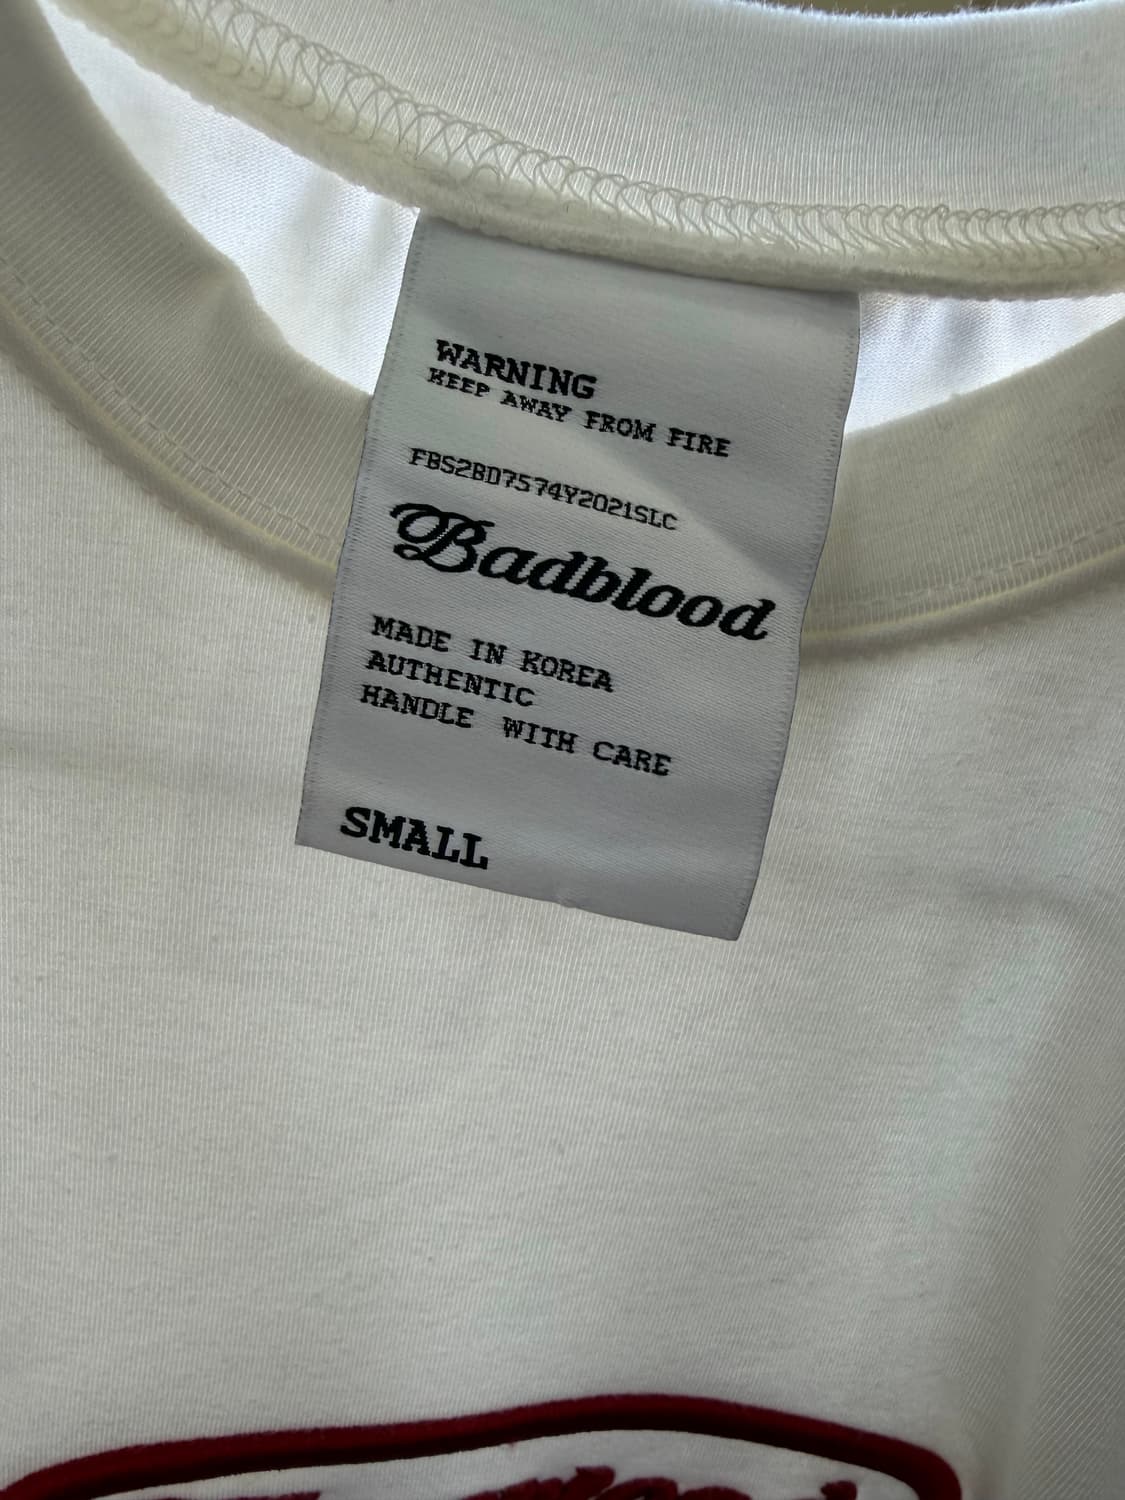 WARNING
KEEP AWAY FROM FIRE
FBS2BD7574Y2021SLC
Badblood
MADE IN KOREA
AUTHENTIC
HANDLE WITH CARE
SMALL